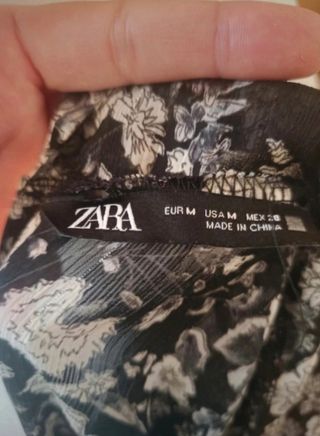 ZARA
EUR M USA M MEX 28
MADE IN CHINA